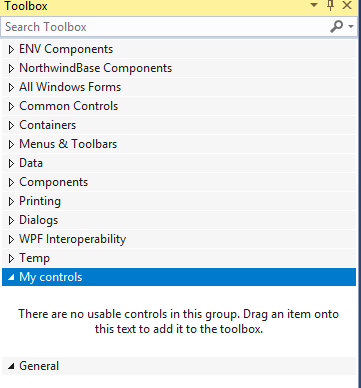 Toolbox
Search Toolbox
ENV Components
NorthwindBase Components
All Windows Forms
Common Controls
Containers
Menus & Toolbars
Data
Components
Printing
Dialogs
WPF Interoperability
Temp
My controls
There are no usable controls in this group. Drag an item onto
this text to add it to the toolbox.
General